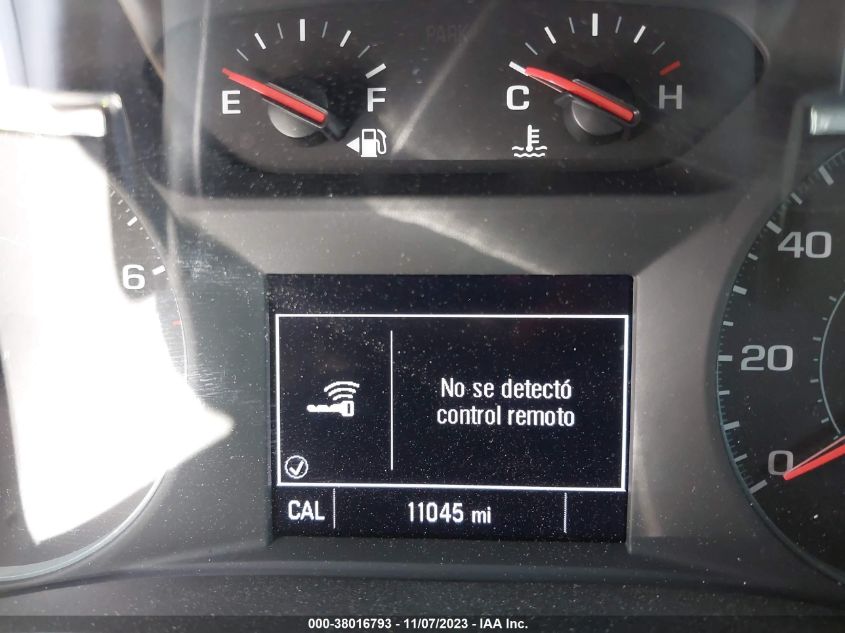 PARK
E
F
C
H
6
40
20
0
No se detectó
control remoto
CAL
11045 mi
000-38016793 - 11/07/2023 - IAA Inc.